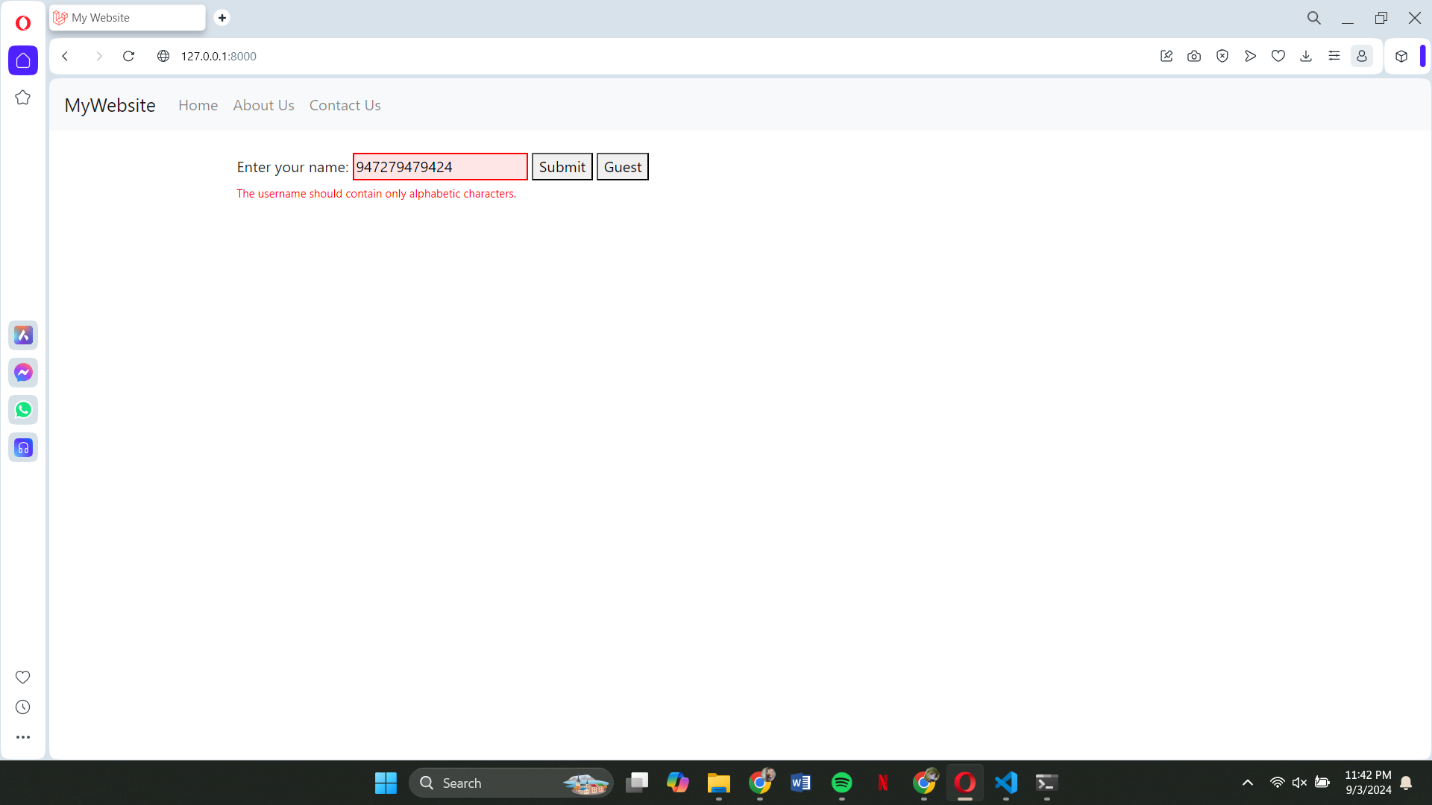 My Website
127.0.0.1:8000
MyWebsite Home About Us Contact Us
Enter your name: 947279479424 Submit Guest
The username should contain only alphabetic characters.
Search
11:42 PM
9/3/2024